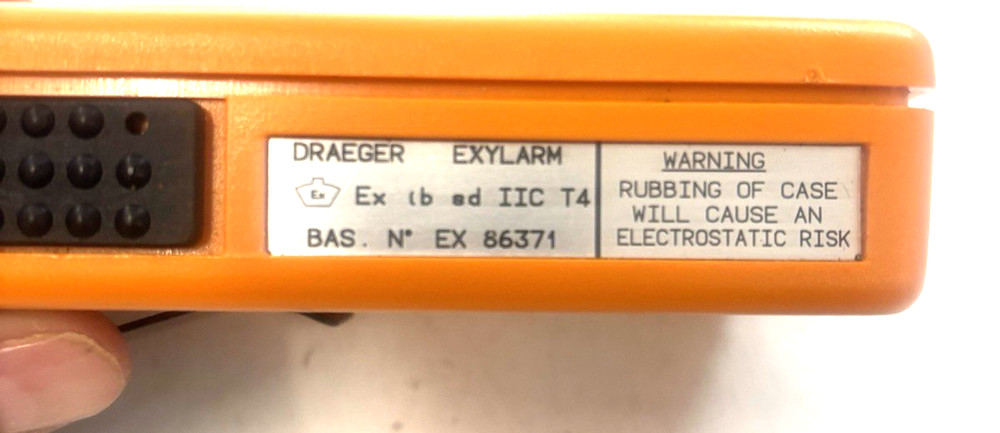 DRAEGER EXYLARM
Ex Ex ib sd IIC T4
BAS. N° EX 86371
WARNING
RUBBING OF CASE
WILL CAUSE AN
ELECTROSTATIC RISK